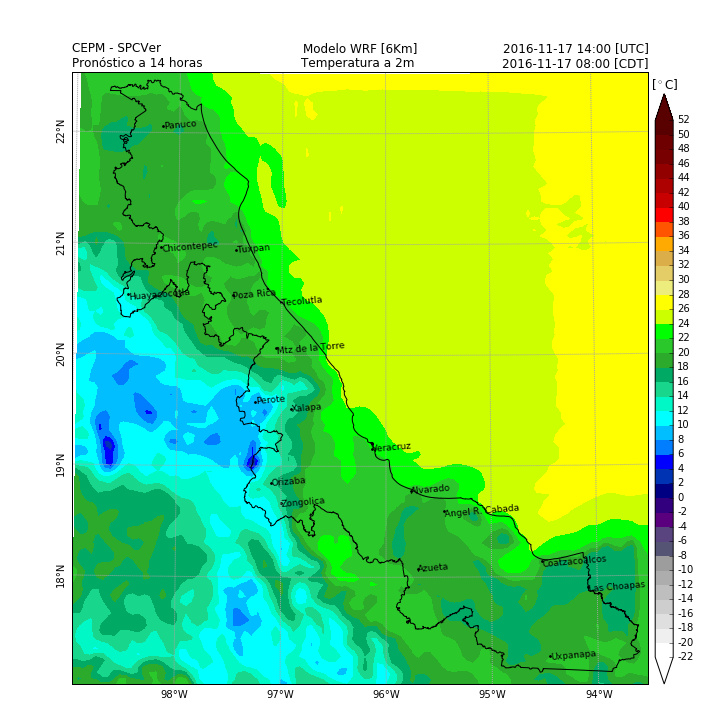 CEPM - SPCVer Modelo WRF [6Km] 2016-11-17 14:00 [UTC]
Pronóstico a 14 horas Temperatura a 2m 2016-11-17 08:00 [CDT]
[°C]
52
50
48
46
44
42
40
38
36
34
32
30
28
26
24
22
20
18
16
14
12
10
8
6
4
2
0
-2
-4
-6
-8
-10
-12
-14
-16
-18
-20
-22
22°N
21°N
20°N
19°N
18°N
Panuco
Chicontepec
Tuxpan
Huayacocotla
Poza Rica
Tecolutla
Mtz de la Torre
Perote
Xalapa
Veracruz
Orizaba
Alvarado
Zongolica
Angel R. Cabada
Azueta
Coatzacoalcos
Las Choapas
Uxpanapa
98°W 97°W 96°W 95°W 94°W